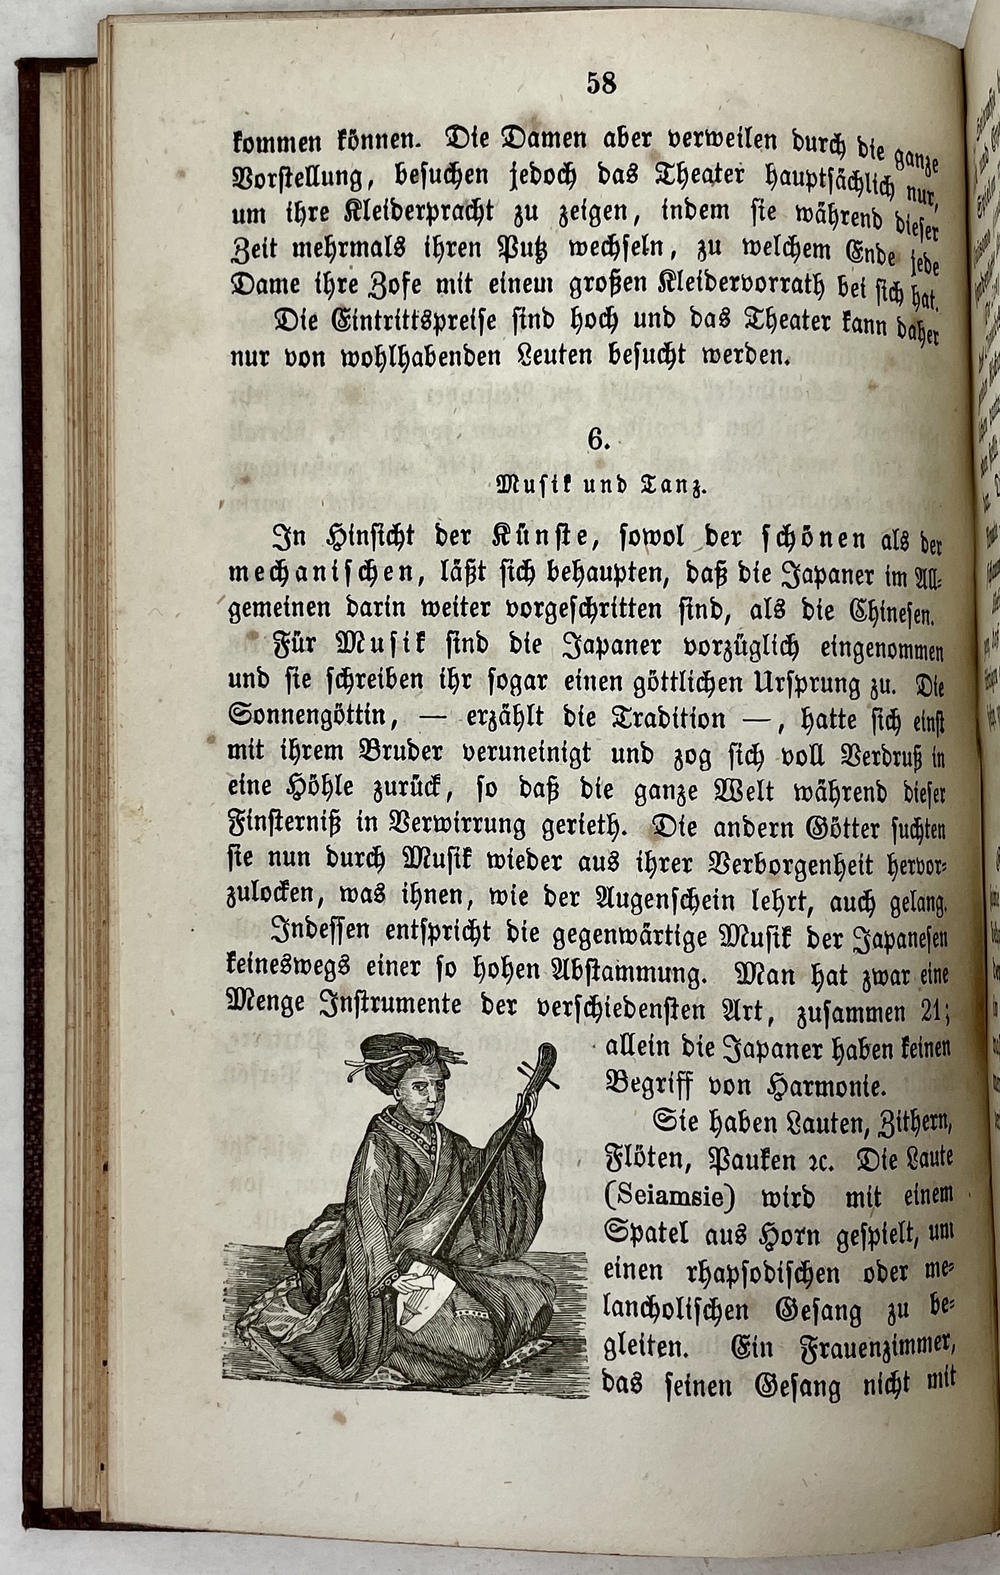 58
kommen können. Die Damen aber verweilen durch die ganze
Vorstellung, besuchen jedoch das Theater hauptsächlich nur,
um ihre Kleiderpracht zu zeigen, indem sie während dieser
Zeit mehrmals ihren Putz wechseln, zu welchem Ende jede
Dame ihre Zofe mit einem großen Kleidervorrath bei sich hat.
Die Eintrittspreise sind hoch und das Theater kann daher
nur von wohlhabenden Leuten besucht werden.
6.
Musik und Tanz.
In Hinsicht der Künste, sowol der schönen als der
mechanischen, läßt sich behaupten, daß die Japaner im All-
gemeinen darin weiter vorgeschritten sind, als die Chinesen.
Für Musik sind die Japaner vorzüglich eingenommen
und sie schreiben ihr sogar einen göttlichen Ursprung zu. Die
Sonnengöttin, — erzählt die Tradition —, hatte sich einst
mit ihrem Bruder veruneinigt und zog sich voll Verdruß in
eine Höhle zurück, so daß die ganze Welt während dieser
Finsterniß in Verwirrung gerieth. Die andern Götter suchten
sie nun durch Musik wieder aus ihrer Verborgenheit hervor-
zulocken, was ihnen, wie der Augenschein lehrt, auch gelang.
Indessen entspricht die gegenwärtige Musik der Japanesen
keineswegs einer so hohen Abstammung. Man hat zwar eine
Menge Instrumente der verschiedensten Art, zusammen 21;
allein die Japaner haben keinen
Begriff von Harmonie.
Sie haben Lauten, Zithern,
Flöten, Pauken ꝛc. Die Laute
(Seiamsie) wird mit einem
Spatel aus Horn gespielt, um
einen rhapsodischen oder me-
lancholischen Gesang zu be-
gleiten. Ein Frauenzimmer,
das seinen Gesang nicht mit